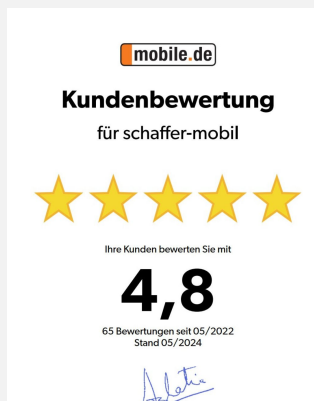 mobile.de
Kundenbewertung
für schaffer-mobil
Ihre Kunden bewerten Sie mit
4,8
65 Bewertungen seit 05/2022
Stand 05/2024